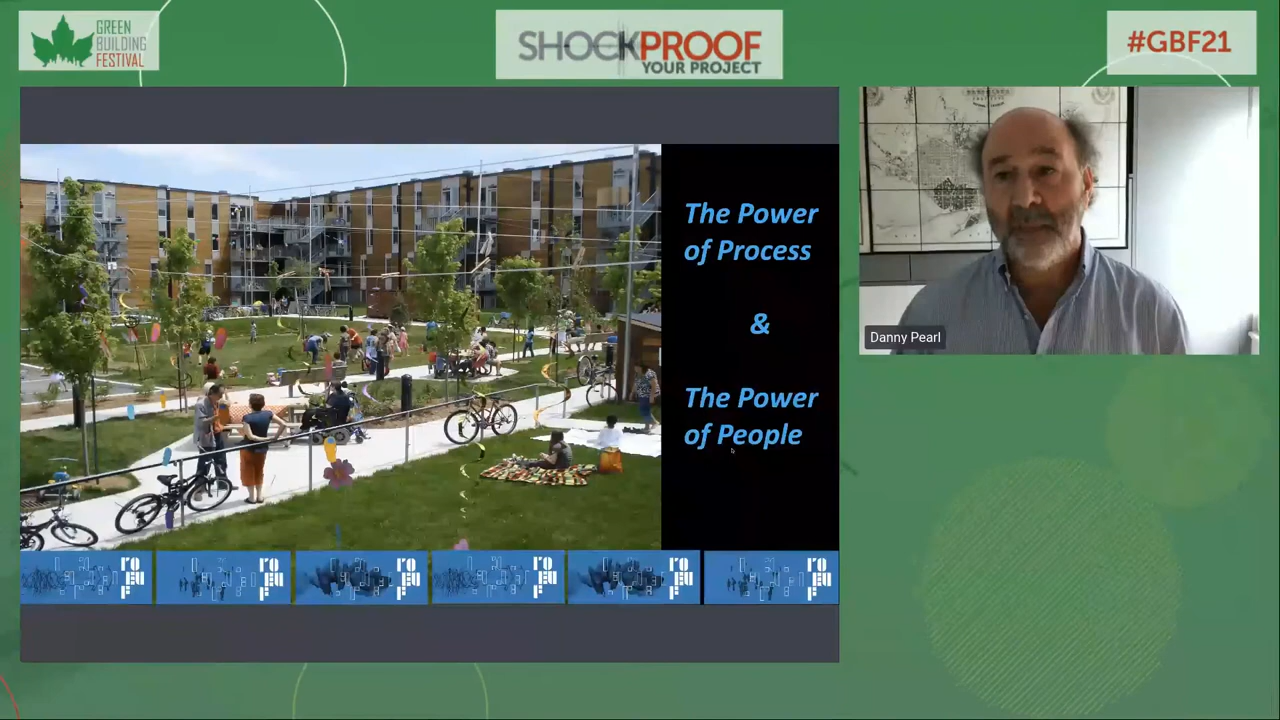 GREEN
BUILDING
FESTIVAL
SHOCKPROOF
YOUR PROJECT
#GBF21
The Power
of Process
&
The Power
of People
Danny Pearl